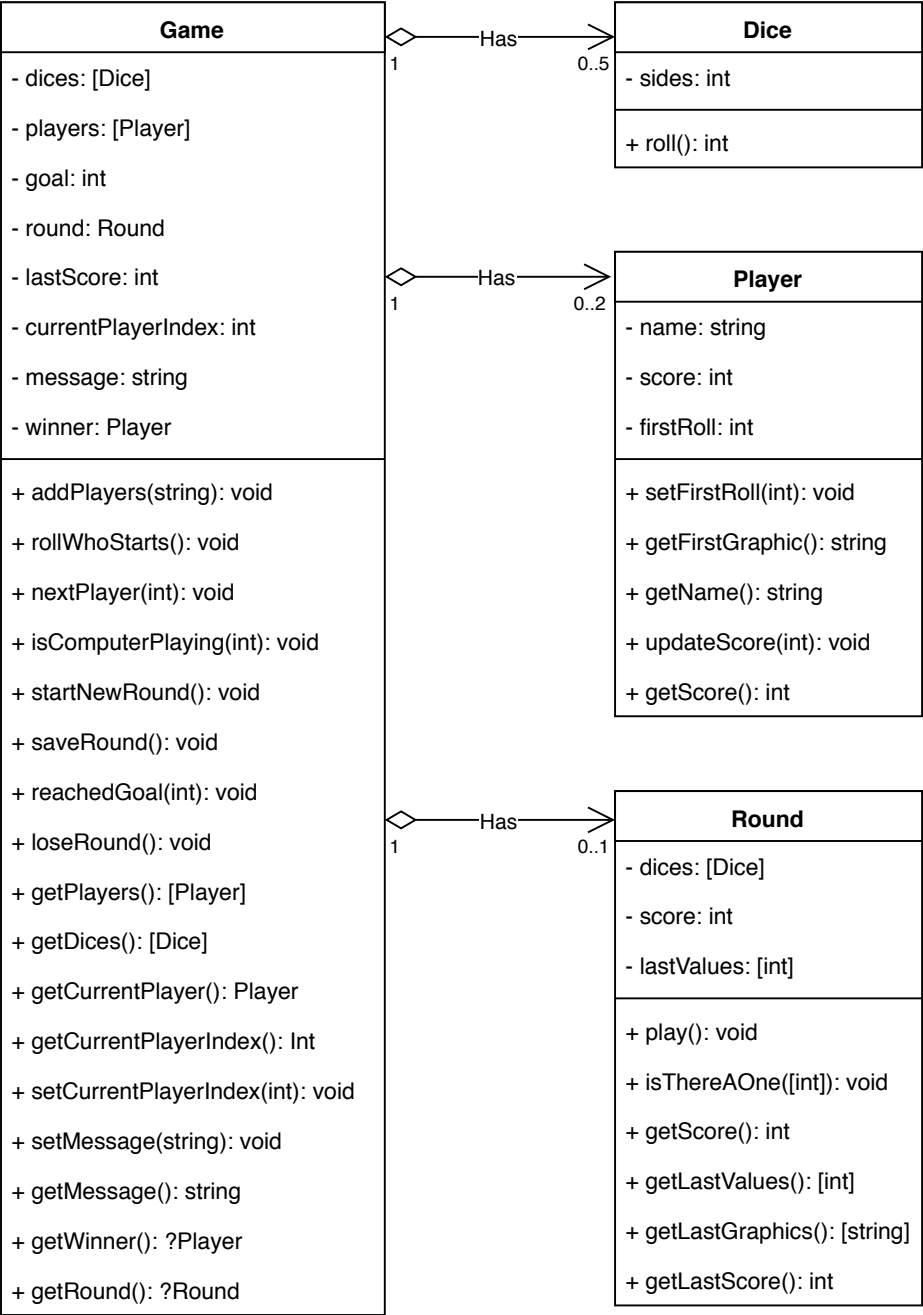 Game
- dices: [Dice]
- players: [Player]
- goal: int
- round: Round
- lastScore: int
- currentPlayerIndex: int
- message: string
- winner: Player
+ addPlayers(string): void
+ rollWhoStarts(): void
+ nextPlayer(int): void
+ isComputerPlaying(int): void
+ startNewRound(): void
+ saveRound(): void
+ reachedGoal(int): void
+ loseRound(): void
+ getPlayers(): [Player]
+ getDices(): [Dice]
+ getCurrentPlayer(): Player
+ getCurrentPlayerIndex(): Int
+ setCurrentPlayerIndex(int): void
+ setMessage(string): void
+ getMessage(): string
+ getWinner(): ?Player
+ getRound(): ?Round
Has
1
0..5
Dice
- sides: int
+ roll(): int
Has
1
0..2
Player
- name: string
- score: int
- firstRoll: int
+ setFirstRoll(int): void
+ getFirstGraphic(): string
+ getName(): string
+ updateScore(int): void
+ getScore(): int
Has
1
0..1
Round
- dices: [Dice]
- score: int
- lastValues: [int]
+ play(): void
+ isThereAOne([int]): void
+ getScore(): int
+ getLastValues(): [int]
+ getLastGraphics(): [string]
+ getLastScore(): int